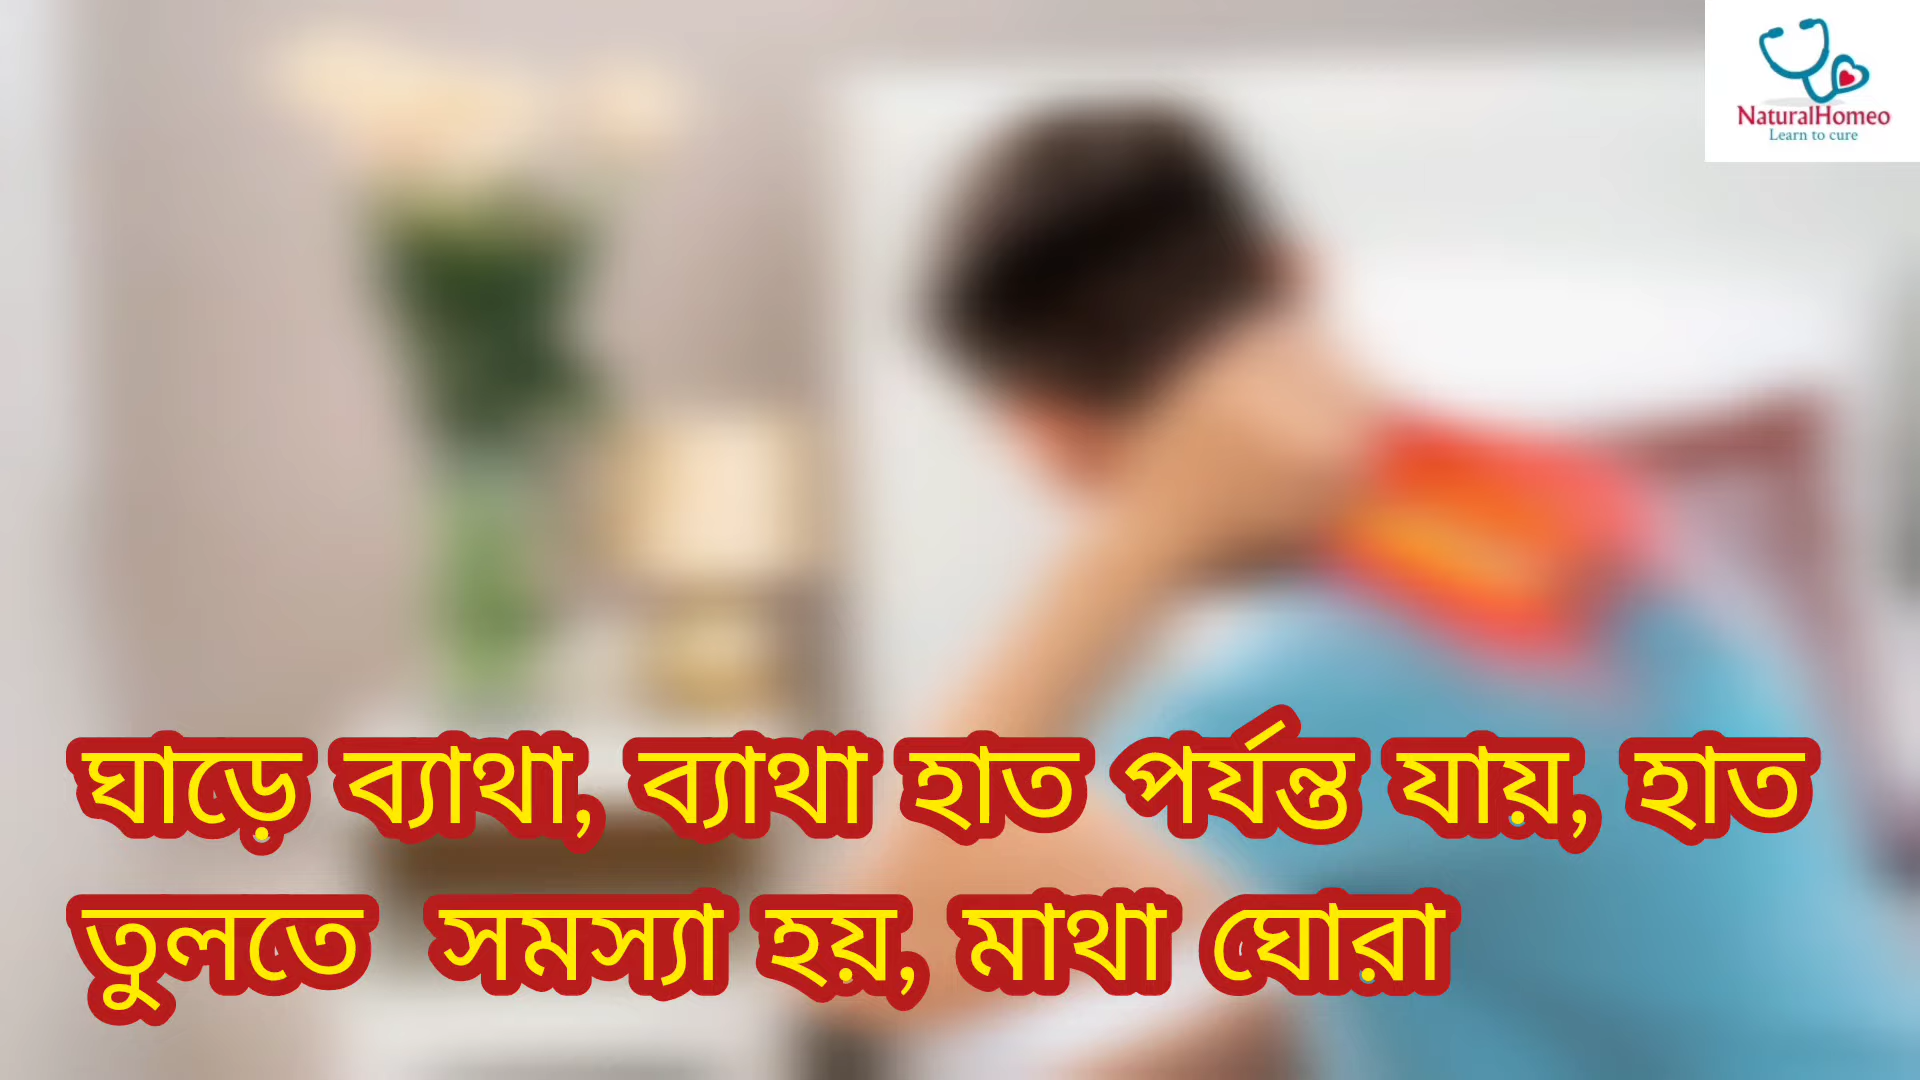 NaturalHomeo
Learn to cure
ঘাড়ে ব্যাথা, ব্যাথা হাত পর্যন্ত যায়, হাত
তুলতে সমস্যা হয়, মাথা ঘোরা